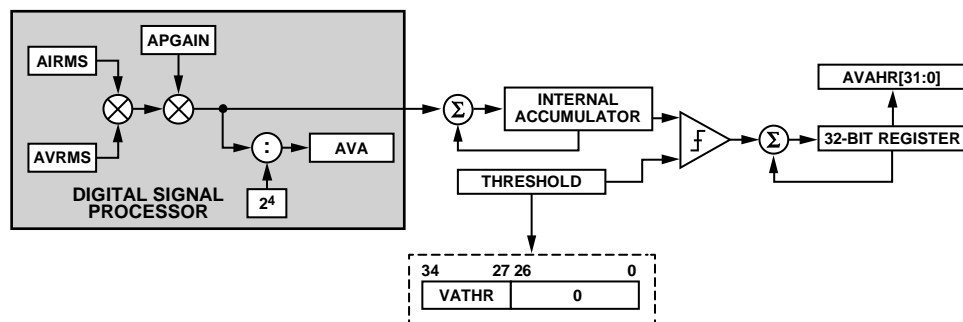 APGAIN
AIRMS
AVRMS
AVA
:
2⁴
DIGITAL SIGNAL
PROCESSOR
Σ
INTERNAL
ACCUMULATOR
THRESHOLD
Σ
AVAHR[31:0]
32-BIT REGISTER
34 27 26 0
VATHR 0